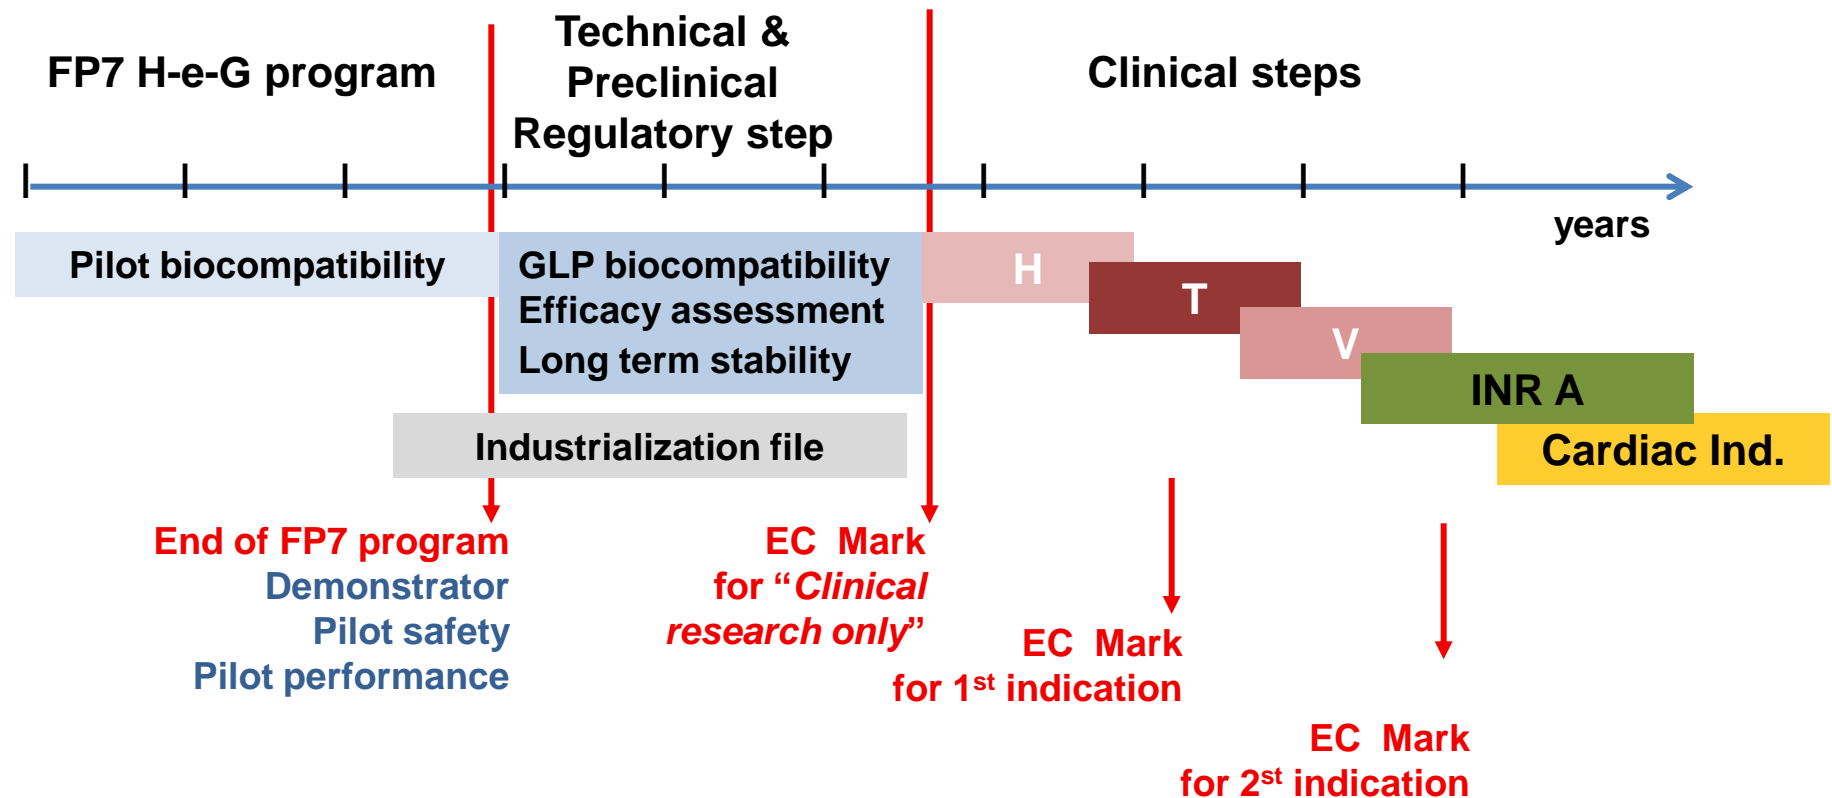 FP7 H-e-G program
Technical &
Preclinical
Regulatory step
Clinical steps
years
Pilot biocompatibility
GLP biocompatibility
Efficacy assessment
Long term stability
H
T
V
INR A
Cardiac Ind.
Industrialization file
End of FP7 program
Demonstrator
Pilot safety
Pilot performance
EC Mark
for “Clinical
research only”
EC Mark
for 1st indication
EC Mark
for 2st indication